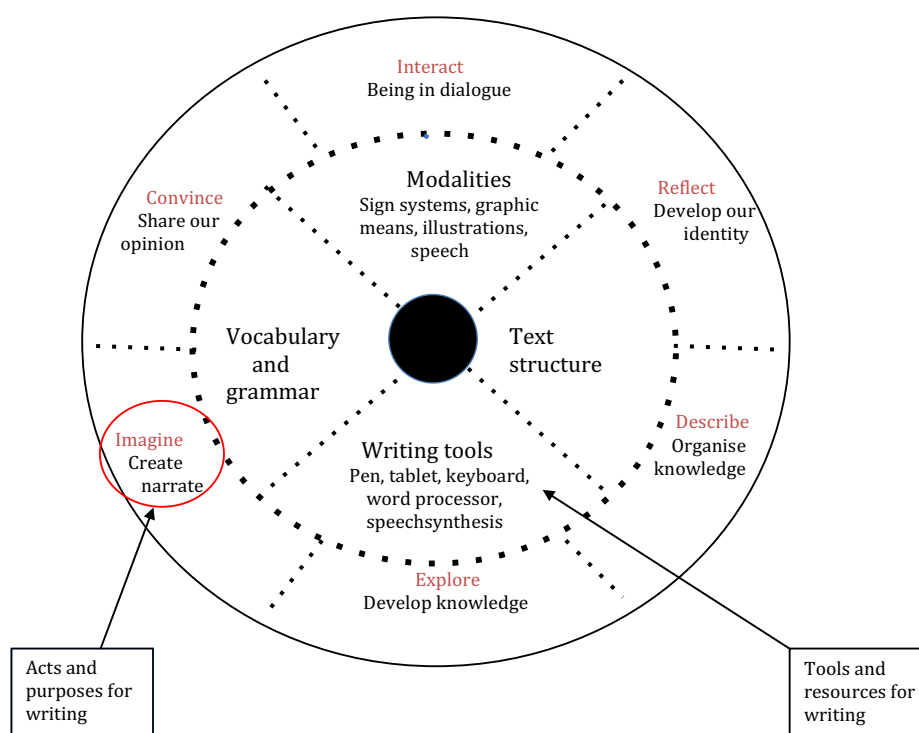 Interact
Being in dialogue
Convince
Share our
opinion
Modalities
Sign systems, graphic
means, illustrations,
speech
Reflect
Develop our
identity
Vocabulary
and
grammar
Text
structure
Imagine
Create
narrate
Writing tools
Pen, tablet, keyboard,
word processor,
speechsynthesis
Describe
Organise
knowledge
Explore
Develop knowledge
Acts and
purposes for
writing
Tools and
resources for
writing